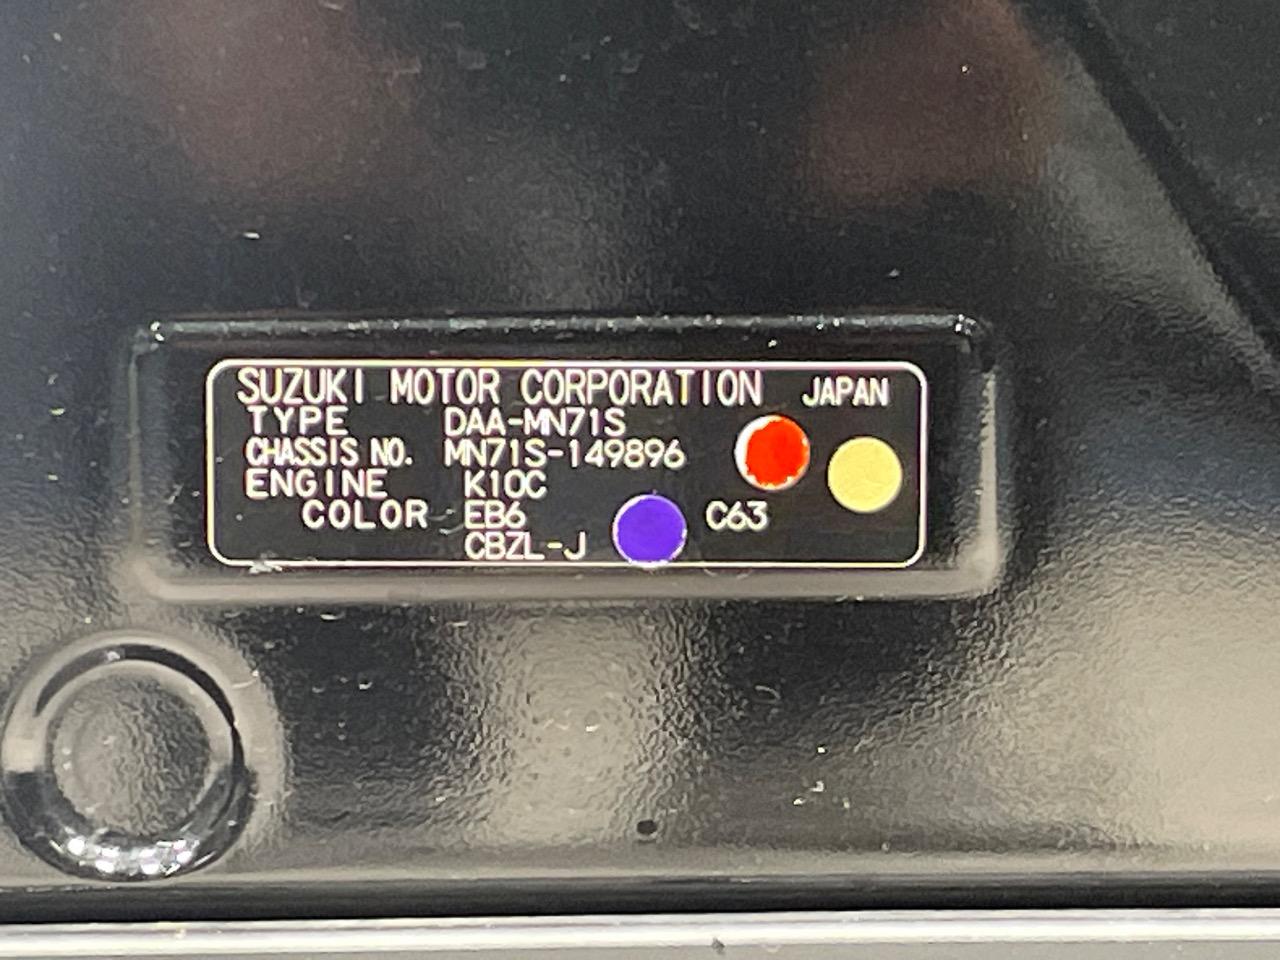 SUZUKI MOTOR CORPORATION JAPAN
TYPE DAA-MN71S
CHASSIS NO. MN71S-149896
ENGINE K10C
COLOR EB6 C63
CBZL-J